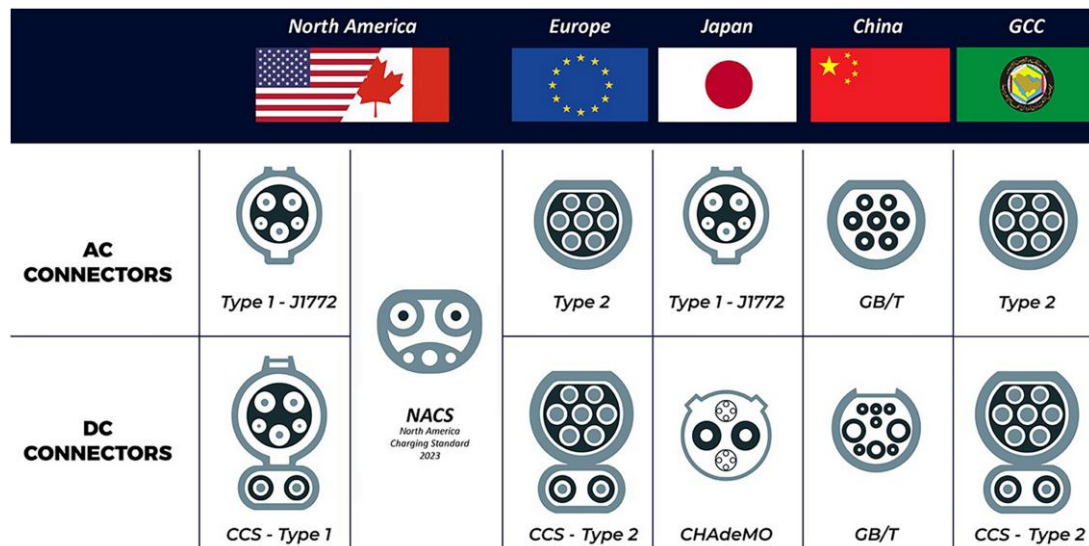 North America
Europe
Japan
China
GCC
AC
CONNECTORS
Type 1 - J1772
Type 2
Type 1 - J1772
GB/T
Type 2
NACS
North America
Charging Standard
2023
DC
CONNECTORS
CCS - Type 1
CCS - Type 2
CHAdeMO
GB/T
CCS - Type 2